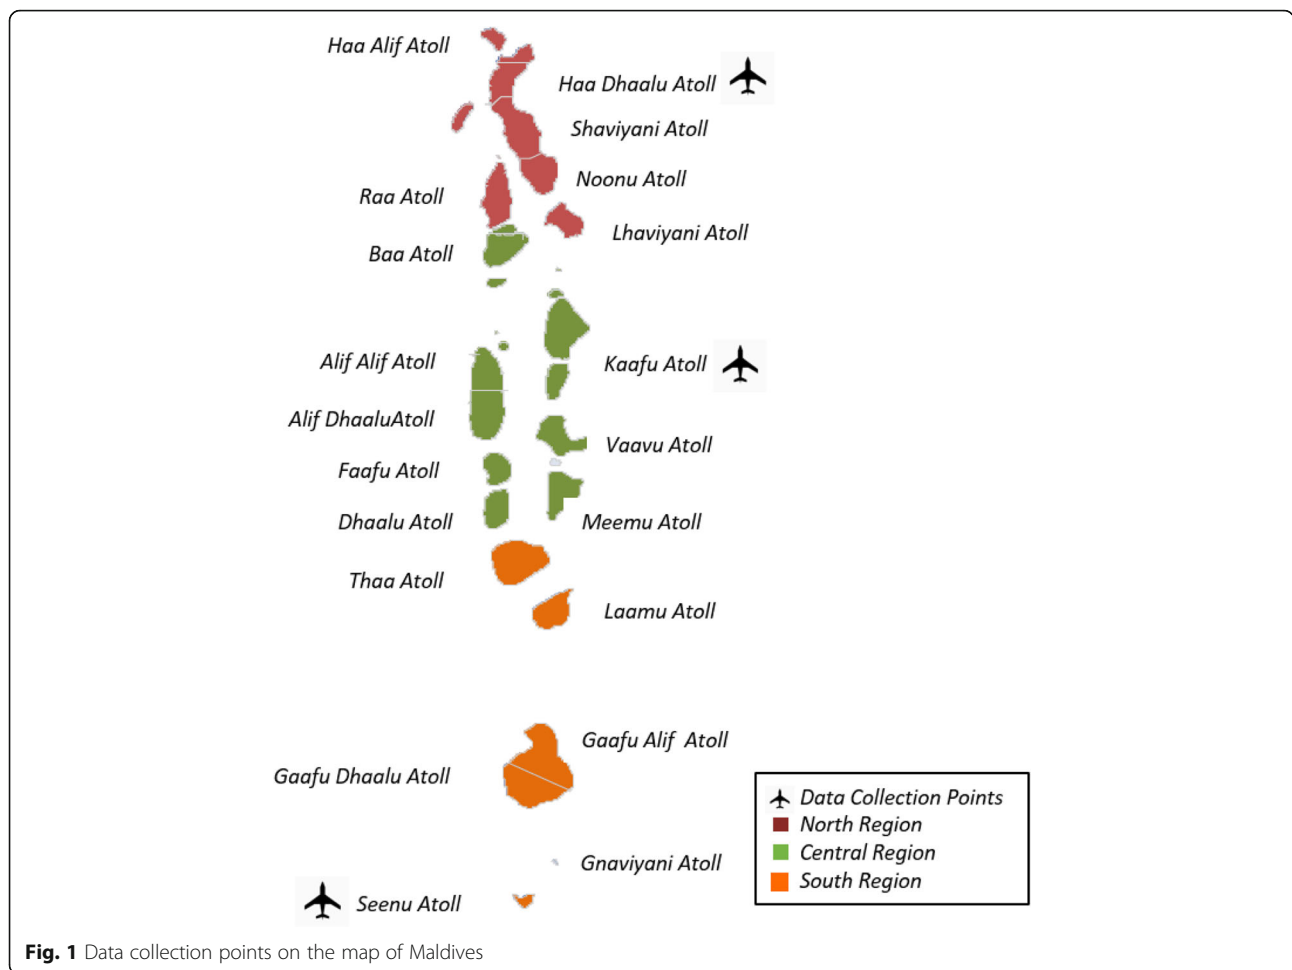 Haa Alif Atoll
Haa Dhaalu Atoll
Shaviyani Atoll
Noonu Atoll
Raa Atoll
Lhaviyani Atoll
Baa Atoll
Alif Alif Atoll
Kaafu Atoll
Alif DhaaluAtoll
Vaavu Atoll
Faafu Atoll
Dhaalu Atoll
Meemu Atoll
Thaa Atoll
Laamu Atoll
Gaafu Alif Atoll
Gaafu Dhaalu Atoll
Data Collection Points
North Region
Central Region
South Region
Gnaviyani Atoll
Seenu Atoll
Fig. 1 Data collection points on the map of Maldives